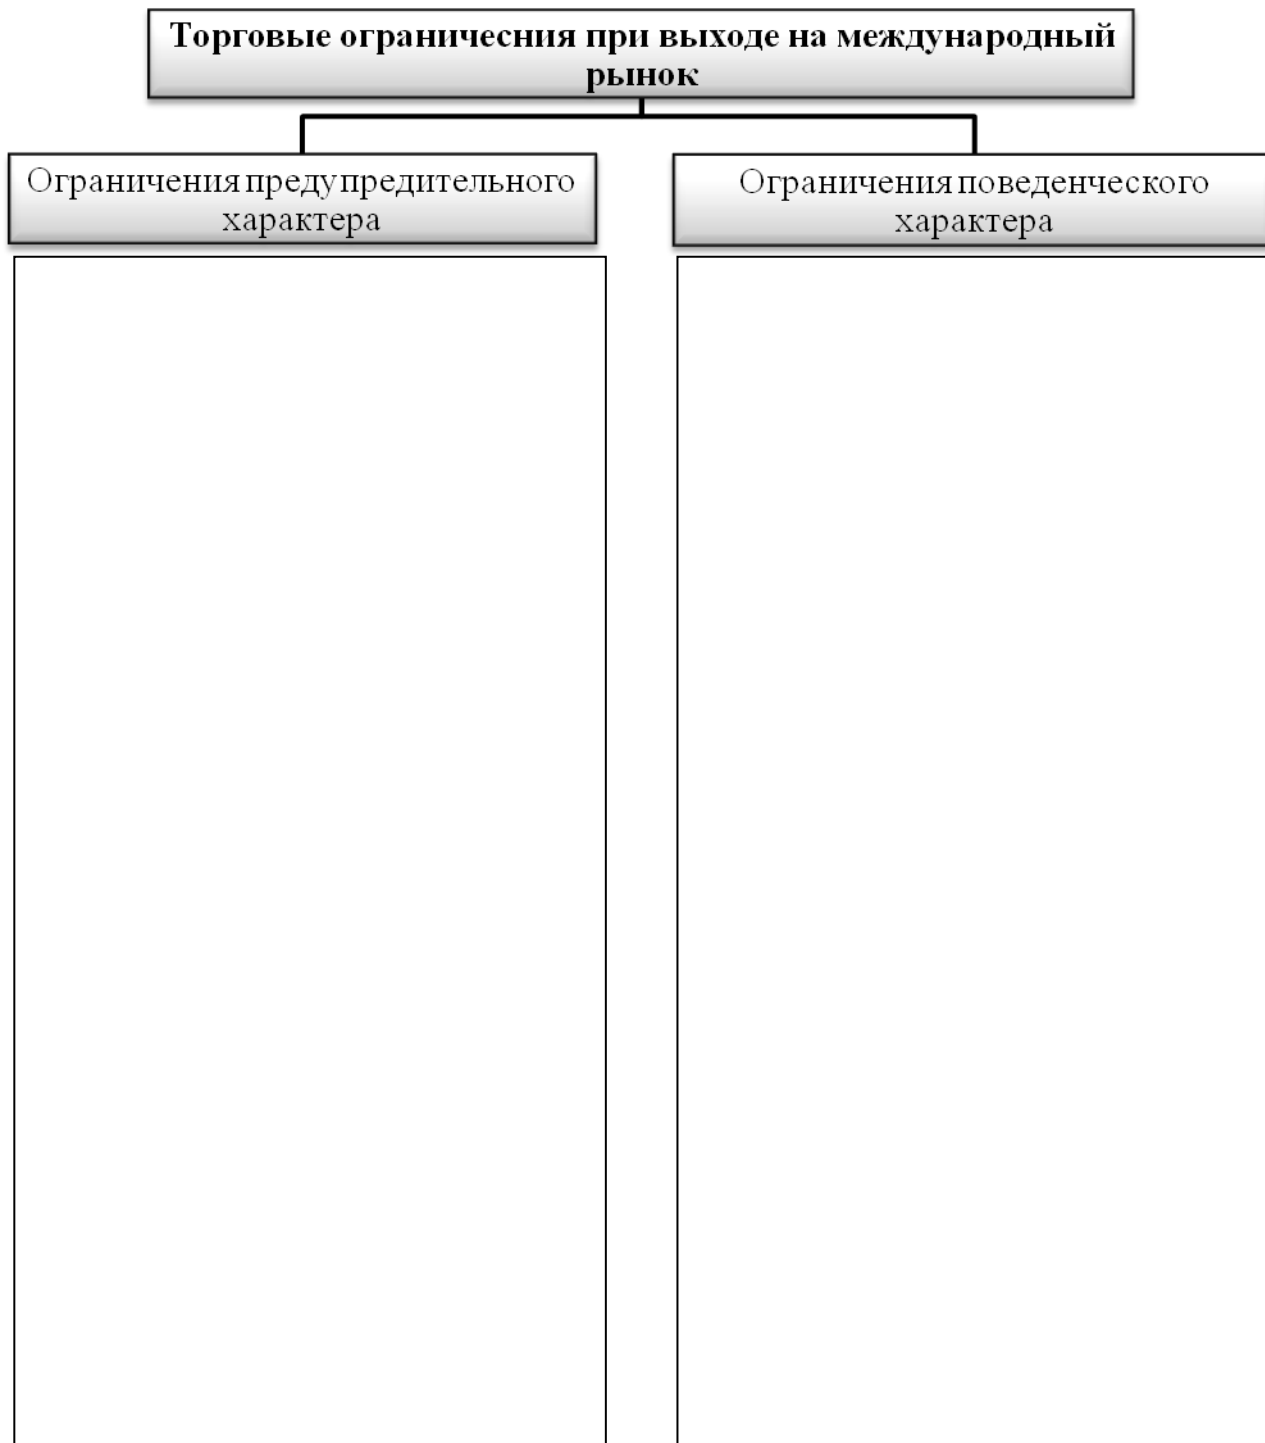 Торговые ограничесния при выходе на международный
рынок
Ограничения предупредительного
характера
Ограничения поведенческого
характера